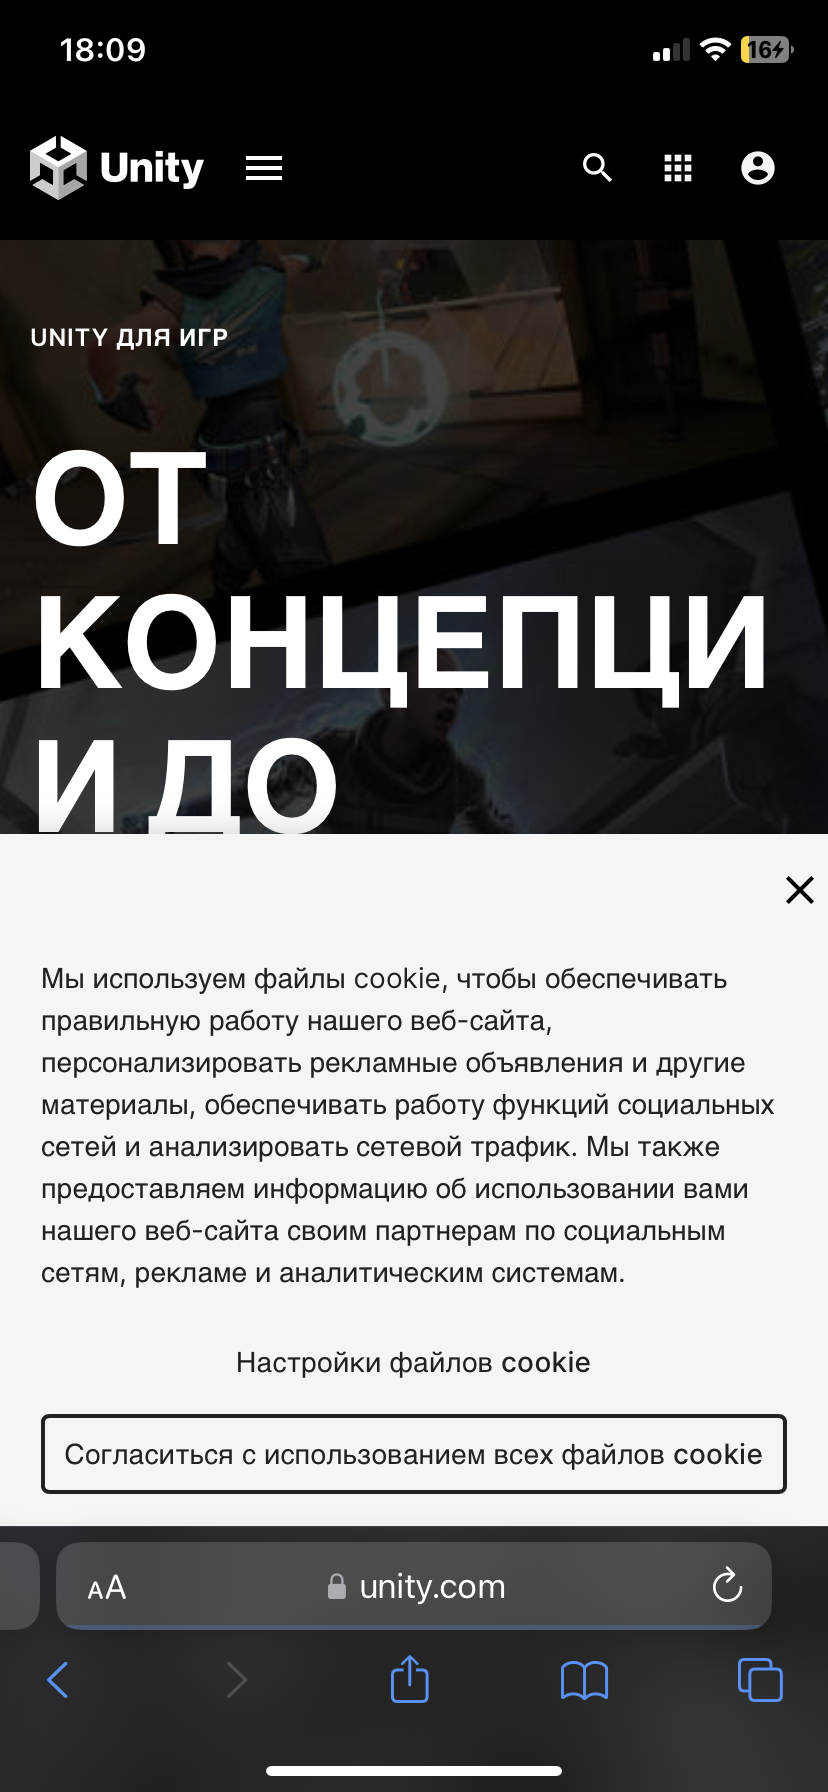 18:09
16
Unity
UNITY ДЛЯ ИГР
ОТ
КОНЦЕПЦИ
И ДО
Мы используем файлы cookie, чтобы обеспечивать
правильную работу нашего веб-сайта,
персонализировать рекламные объявления и другие
материалы, обеспечивать работу функций социальных
сетей и анализировать сетевой трафик. Мы также
предоставляем информацию об использовании вами
нашего веб-сайта своим партнерам по социальным
сетям, рекламе и аналитическим системам.
Настройки файлов cookie
Согласиться с использованием всех файлов cookie
AA
unity.com